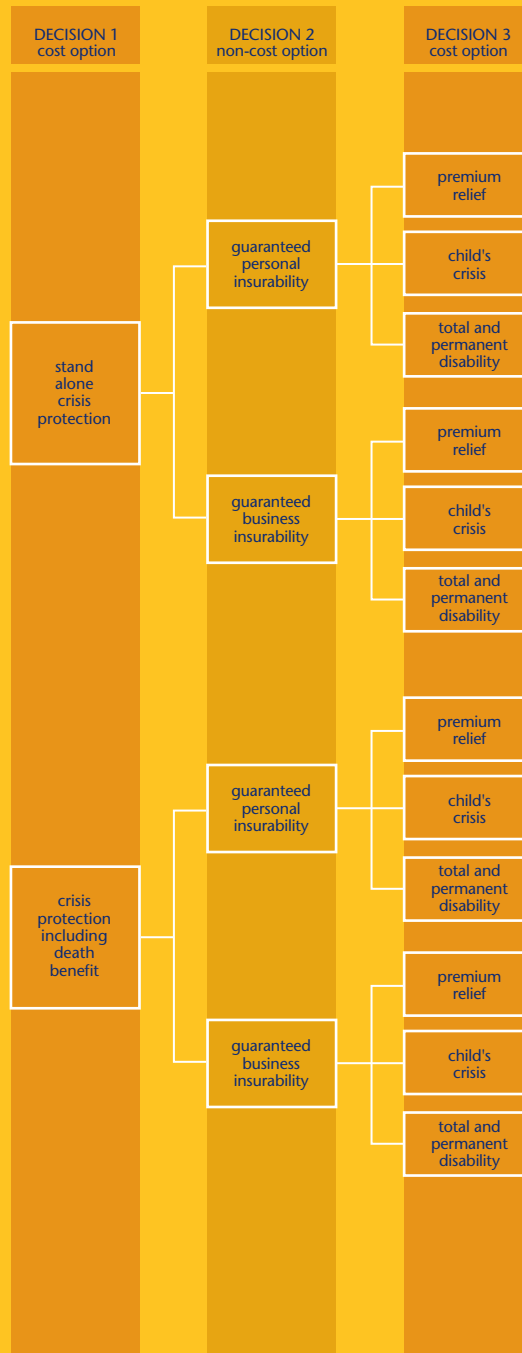 DECISION 1
cost option
DECISION 2
non-cost option
DECISION 3
cost option
stand
alone
crisis
protection
guaranteed
personal
insurability
premium
relief
child's
crisis
total and
permanent
disability
guaranteed
business
insurability
premium
relief
child's
crisis
total and
permanent
disability
crisis
protection
including
death
benefit
guaranteed
personal
insurability
premium
relief
child's
crisis
total and
permanent
disability
guaranteed
business
insurability
premium
relief
child's
crisis
total and
permanent
disability